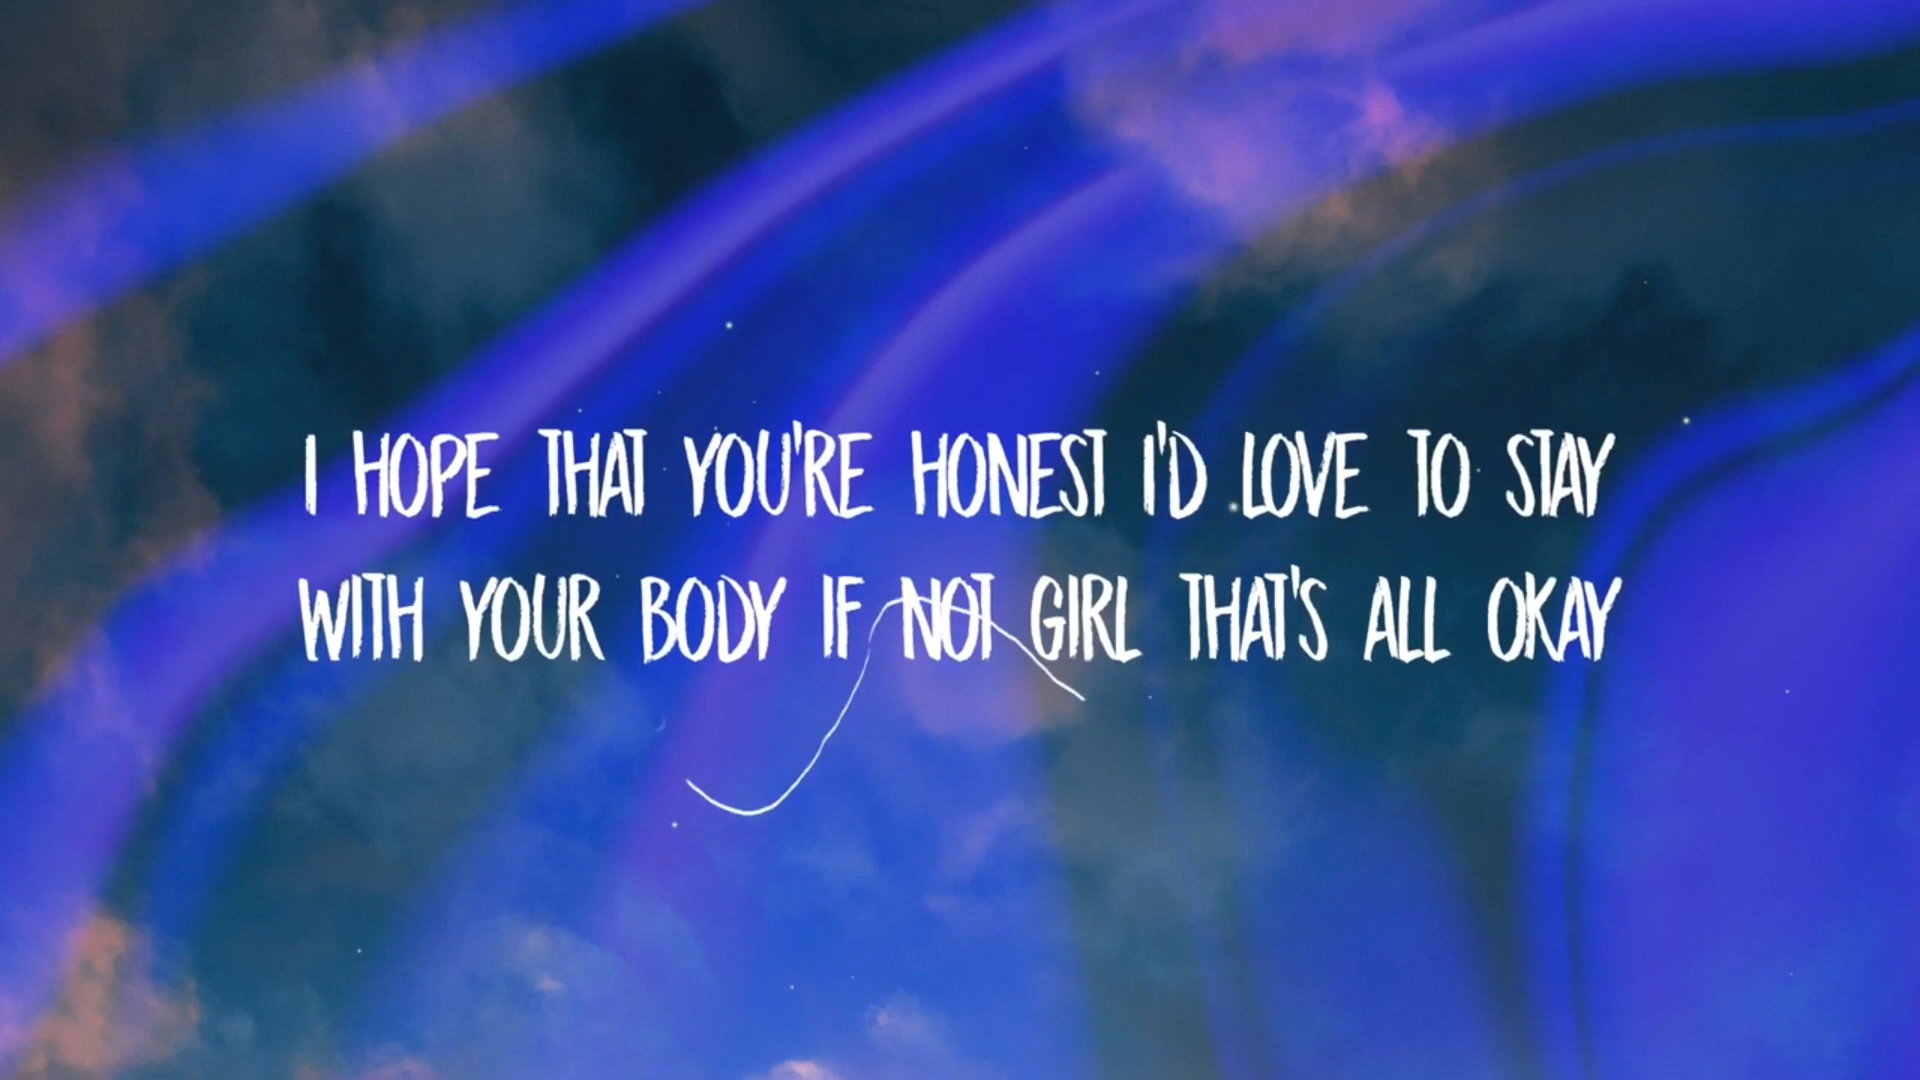 I HOPE THAT YOU'RE HONEST I'D LOVE TO STAY
WITH YOUR BODY IF NOT GIRL THAT'S ALL OKAY